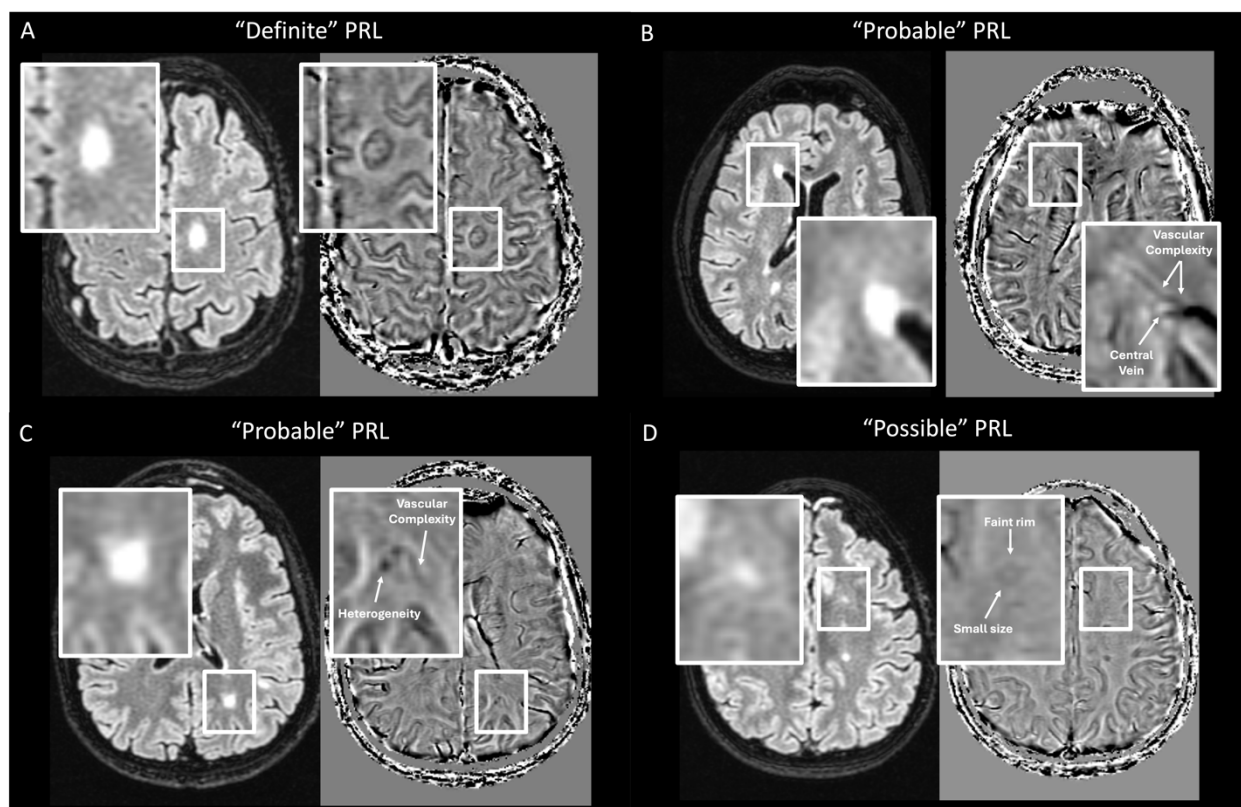 A
“Definite” PRL
B
“Probable” PRL
Vascular
Complexity
Central
Vein
C
“Probable” PRL
Vascular
Complexity
Heterogeneity
D
“Possible” PRL
Faint rim
Small size